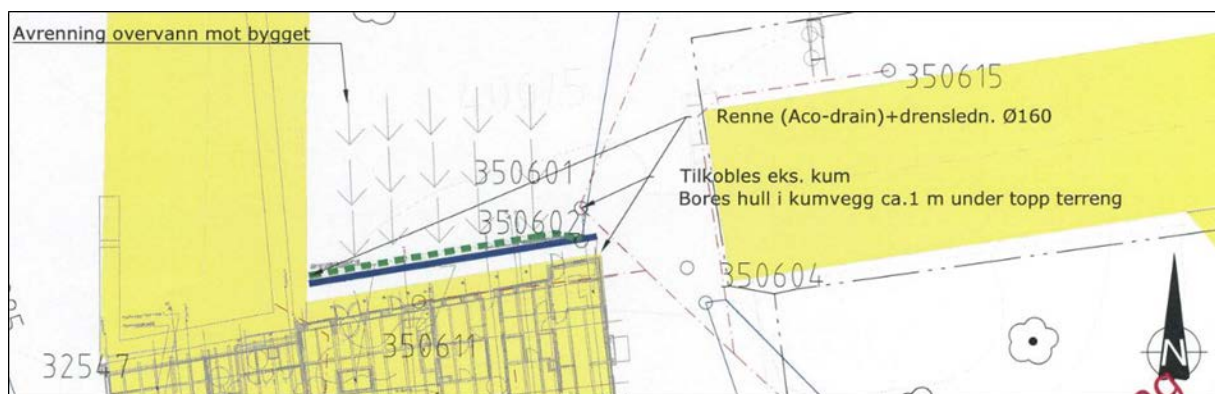 Avrenning overvann mot bygget
350615
Renne (Aco-drain)+drensledn. Ø160
350601
Tilkobles eks. kum
Bores hull i kumvegg ca.1 m under topp terreng
350602
350604
350611
32547
N